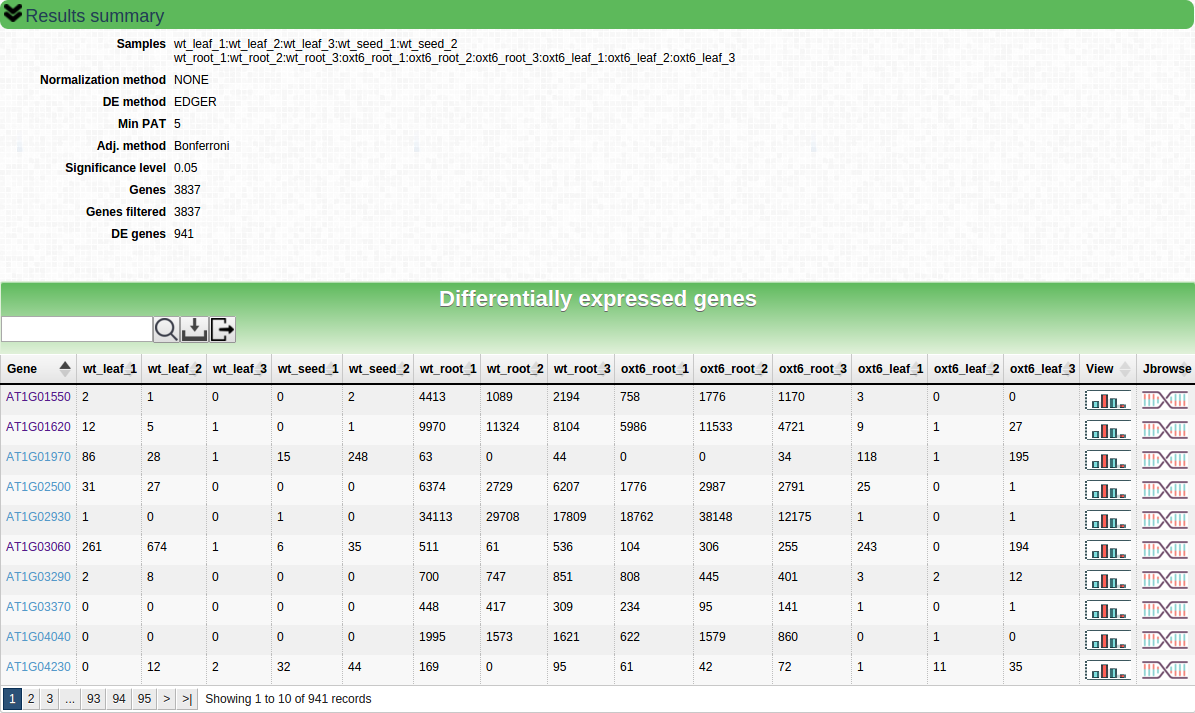 Results summary
Samples wt_leaf_1:wt_leaf_2:wt_leaf_3:wt_seed_1:wt_seed_2
wt_root_1:wt_root_2:wt_root_3:oxt6_root_1:oxt6_root_2:oxt6_root_3:oxt6_leaf_1:oxt6_leaf_2:oxt6_leaf_3
Normalization method NONE
DE method EDGER
Min PAT 5
Adj. method Bonferroni
Significance level 0.05
Genes 3837
Genes filtered 3837
DE genes 941
Differentially expressed genes
Gene wt_leaf_1 wt_leaf_2 wt_leaf_3 wt_seed_1 wt_seed_2 wt_root_1 wt_root_2 wt_root_3 oxt6_root_1 oxt6_root_2 oxt6_root_3 oxt6_leaf_1 oxt6_leaf_2 oxt6_leaf_3 View Jbrowse
AT1G01550 2 1 0 0 2 4413 1089 2194 758 1776 1170 3 0 0
AT1G01620 12 5 1 0 1 9970 11324 8104 5986 11533 4721 9 1 27
AT1G01970 86 28 1 15 248 63 0 44 0 0 34 118 1 195
AT1G02500 31 27 0 0 0 6374 2729 6207 1776 2987 2791 25 0 1
AT1G02930 1 0 0 1 0 34113 29708 17809 18762 38148 12175 1 0 1
AT1G03060 261 674 1 6 35 511 61 536 104 306 255 243 0 194
AT1G03290 2 8 0 0 0 700 747 851 808 445 401 3 2 12
AT1G03370 0 0 0 0 0 448 417 309 234 95 141 1 0 1
AT1G04040 0 0 0 0 0 1995 1573 1621 622 1579 860 0 1 0
AT1G04230 0 12 2 32 44 169 0 95 61 42 72 1 11 35
1 2 3 ... 93 94 95 > >| Showing 1 to 10 of 941 records